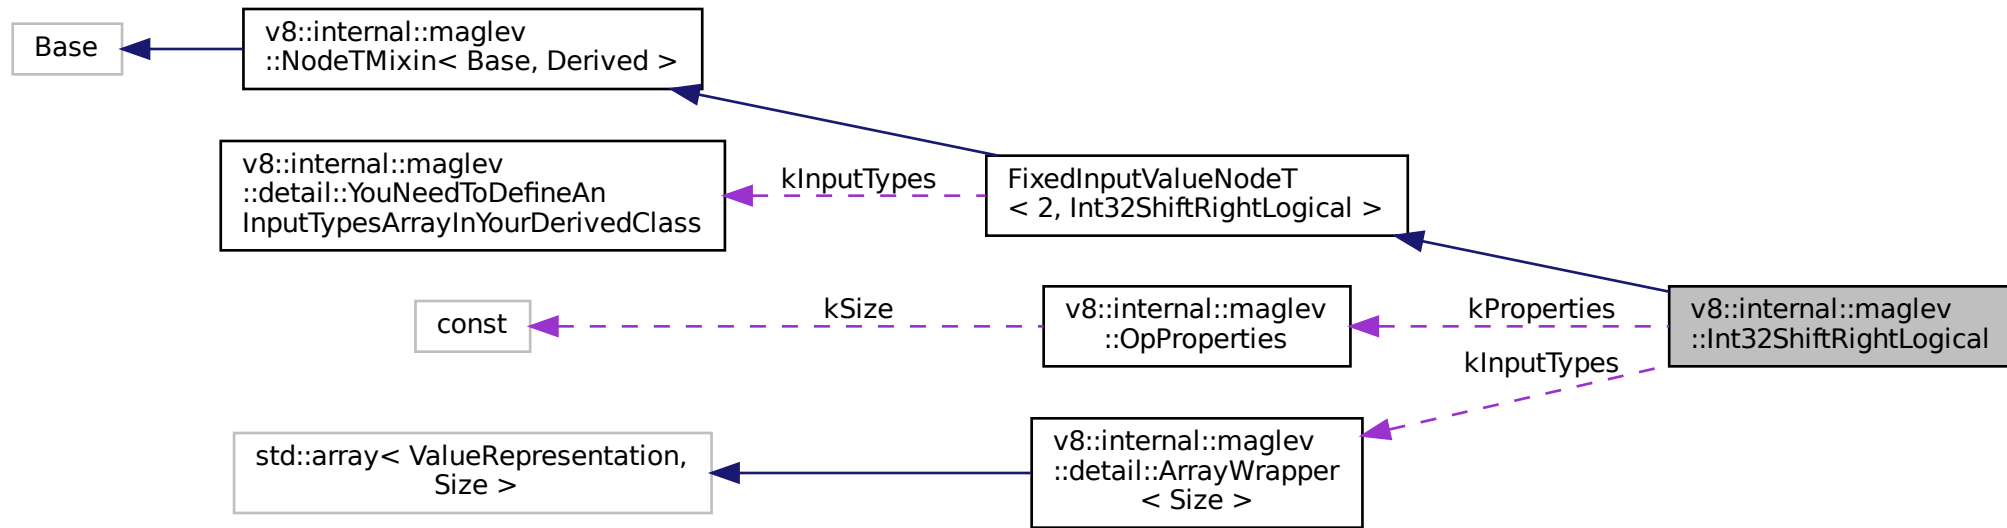 Base
v8::internal::maglev
::NodeTMixin< Base, Derived >
v8::internal::maglev
::detail::YouNeedToDefineAn
InputTypesArrayInYourDerivedClass
kInputTypes
FixedInputValueNodeT
< 2, Int32ShiftRightLogical >
const
kSize
v8::internal::maglev
::OpProperties
kProperties
v8::internal::maglev
::Int32ShiftRightLogical
kInputTypes
std::array< ValueRepresentation,
Size >
v8::internal::maglev
::detail::ArrayWrapper
< Size >